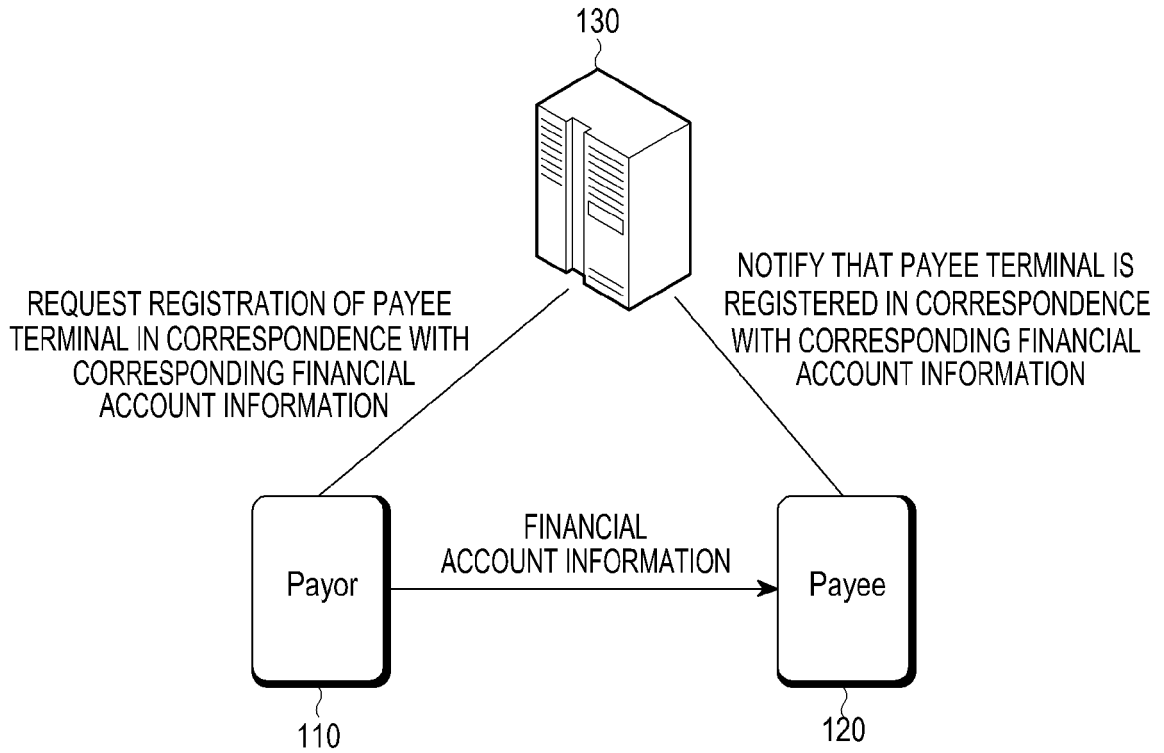 130
REQUEST REGISTRATION OF PAYEE
TERMINAL IN CORRESPONDENCE WITH
CORRESPONDING FINANCIAL
ACCOUNT INFORMATION
NOTIFY THAT PAYEE TERMINAL IS
REGISTERED IN CORRESPONDENCE
WITH CORRESPONDING FINANCIAL
ACCOUNT INFORMATION
FINANCIAL
ACCOUNT INFORMATION
Payor
Payee
110
120